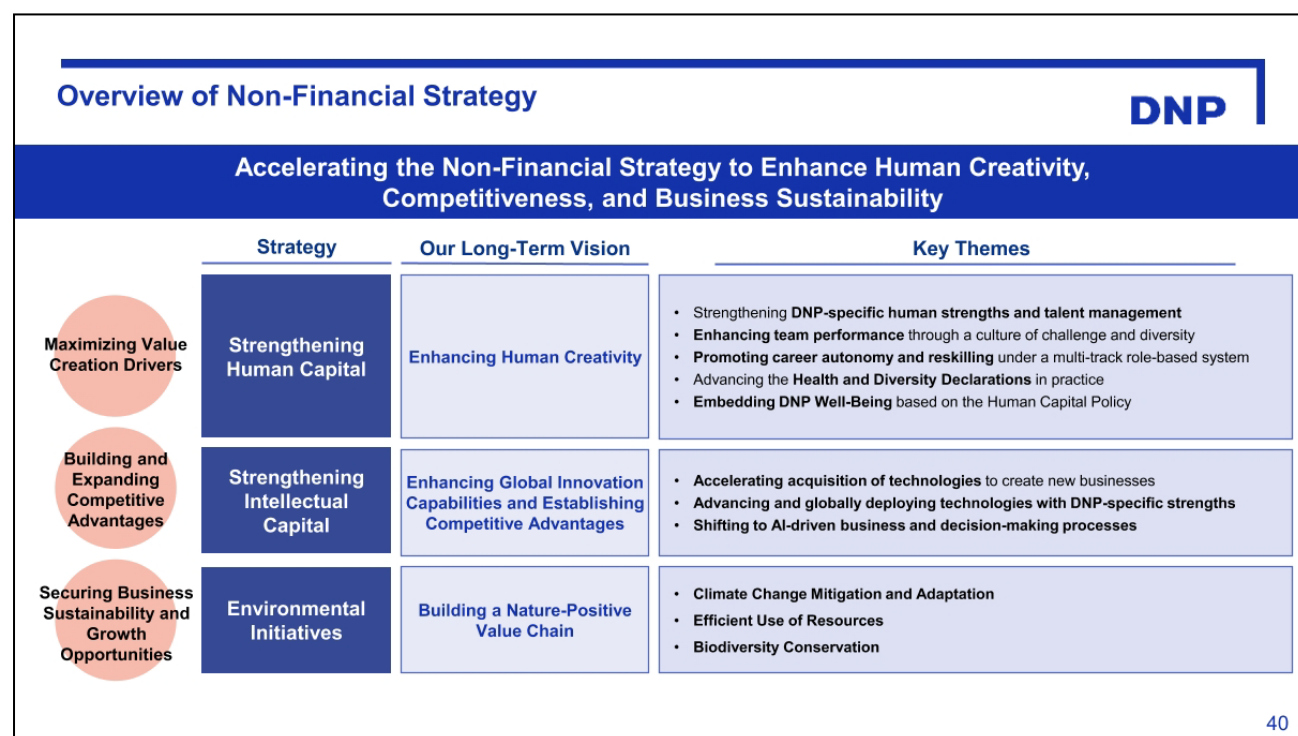 Overview of Non-Financial Strategy
DNP
Accelerating the Non-Financial Strategy to Enhance Human Creativity,
Competitiveness, and Business Sustainability
Strategy
Our Long-Term Vision
Key Themes
Maximizing Value
Creation Drivers
Strengthening
Human Capital
Enhancing Human Creativity
• Strengthening DNP-specific human strengths and talent management
• Enhancing team performance through a culture of challenge and diversity
• Promoting career autonomy and reskilling under a multi-track role-based system
• Advancing the Health and Diversity Declarations in practice
• Embedding DNP Well-Being based on the Human Capital Policy
Building and
Expanding
Competitive
Advantages
Strengthening
Intellectual
Capital
Enhancing Global Innovation
Capabilities and Establishing
Competitive Advantages
• Accelerating acquisition of technologies to create new businesses
• Advancing and globally deploying technologies with DNP-specific strengths
• Shifting to AI-driven business and decision-making processes
Securing Business
Sustainability and
Growth
Opportunities
Environmental
Initiatives
Building a Nature-Positive
Value Chain
• Climate Change Mitigation and Adaptation
• Efficient Use of Resources
• Biodiversity Conservation
40